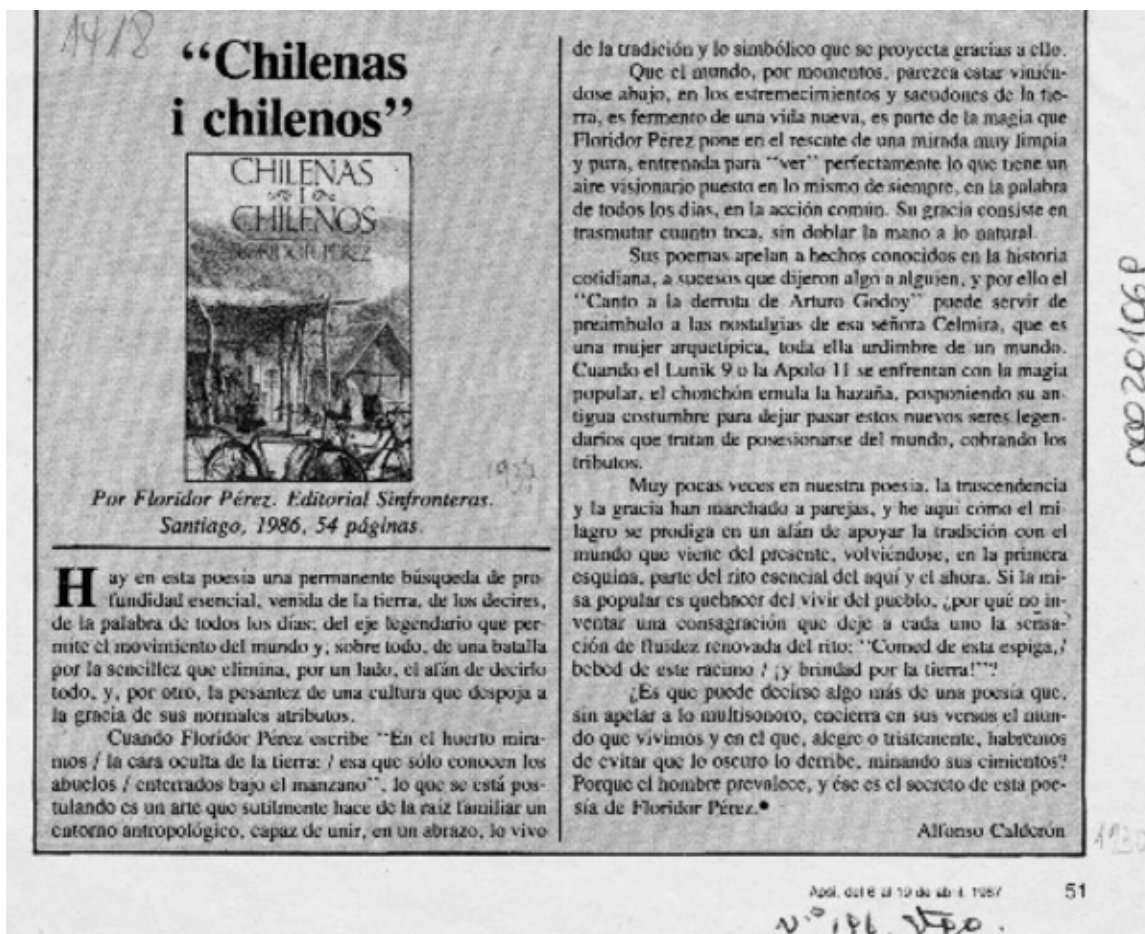 14/8
“Chilenas
i chilenos”
CHILENAS
I
CHILENOS
FLORIDOR PÉREZ
1937
Por Floridor Pérez. Editorial Sinfronteras.
Santiago, 1986, 54 páginas.
Hay en esta poesía una permanente búsqueda de pro-
fundidad esencial, venida de la tierra, de los decires,
de la palabra de todos los días; del eje legendario que per-
mite el movimiento del mundo y, sobre todo, de una batalla
por la sencillez que elimina, por un lado, el afán de decirlo
todo, y, por otro, la pesantez de una cultura que despoja a
la gracia de sus normales atributos.
Cuando Floridor Pérez escribe “En el huerto mira-
mos / la cara oculta de la tierra: / esa que sólo conocen los
abuelos / enterrados bajo el manzano”, lo que se está pos-
tulando es un arte que sutilmente hace de la raíz familiar un
entorno antropológico, capaz de unir, en un abrazo, lo vivo
de la tradición y lo simbólico que se proyecta gracias a ello.
Que el mundo, por momentos, parezca estar vinién-
dose abajo, en los estremecimientos y sacudones de la tie-
rra, es fermento de una vida nueva, es parte de la magia que
Floridor Pérez pone en el rescate de una mirada muy limpia
y pura, entrenada para “ver” perfectamente lo que tiene un
aire visionario puesto en lo mismo de siempre, en la palabra
de todos los días, en la acción común. Su gracia consiste en
trasmutar cuanto toca, sin doblar la mano a lo natural.
Sus poemas apelan a hechos conocidos en la historia
cotidiana, a sucesos que dijeron algo a alguien, y por ello el
“Canto a la derrota de Arturo Godoy” puede servir de
preámbulo a las nostalgias de esa señora Celmira, que es
una mujer arquetípica, toda ella urdimbre de un mundo.
Cuando el Lunik 9 o la Apolo 11 se enfrentan con la magia
popular, el chonchón emula la hazaña, posponiendo su an-
tigua costumbre para dejar pasar estos nuevos seres legen-
darios que tratan de posesionarse del mundo, cobrando los
tributos.
Muy pocas veces en nuestra poesía, la trascendencia
y la gracia han marchado a parejas, y he aquí cómo el mi-
lagro se prodiga en un afán de apoyar la tradición con el
mundo que viene del presente, volviéndose, en la primera
esquina, parte del rito esencial del aquí y el ahora. Si la mi-
sa popular es quehacer del vivir del pueblo, ¿por qué no in-
ventar una consagración que deje a cada uno la sensa-
ción de fluidez renovada del rito: “Comed de esta espiga, /
bebed de este racimo / ¡y brindad por la tierra!”?
¿Es que puede decirse algo más de una poesía que,
sin apelar a lo multisonoro, encierra en sus versos el mun-
do que vivimos y en el que, alegre o tristemente, habremos
de evitar que lo oscuro lo derribe, minando sus cimientos?
Porque el hombre prevalece, y ése es el secreto de esta poe-
sía de Floridor Pérez.●
Alfonso Calderón
Apsi, del 6 al 19 de abril, 1987
51